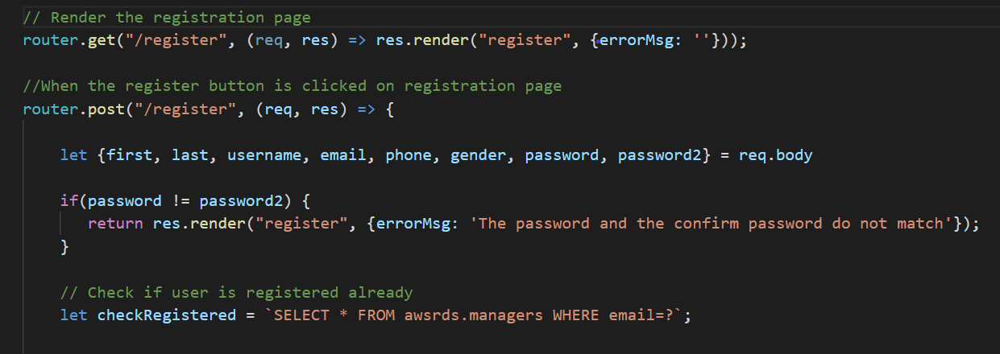 // Render the registration page
router.get("/register", (req, res) => res.render("register", {errorMsg: ''}));
//When the register button is clicked on registration page
router.post("/register", (req, res) => {
let {first, last, username, email, phone, gender, password, password2} = req.body
if(password != password2) {
return res.render("register", {errorMsg: 'The password and the confirm password do not match'});
}
// Check if user is registered already
let checkRegistered = `SELECT * FROM awsrds.managers WHERE email=?`;